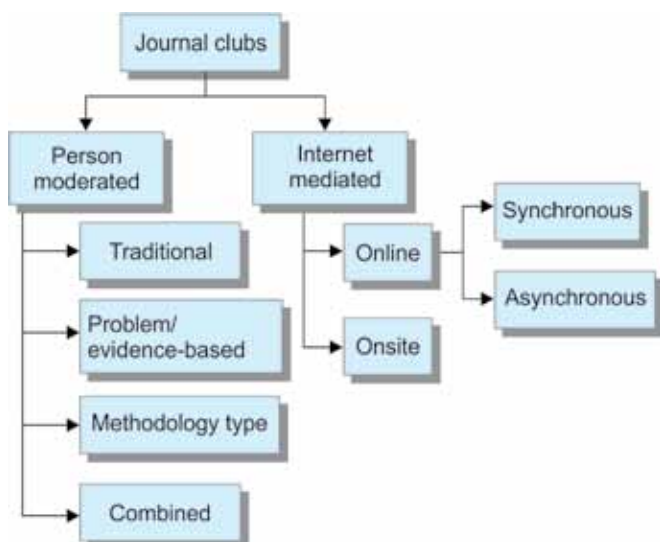 Journal clubs
Person
moderated
Internet
mediated
Traditional
Problem/
evidence-based
Methodology type
Combined
Online
Onsite
Synchronous
Asynchronous